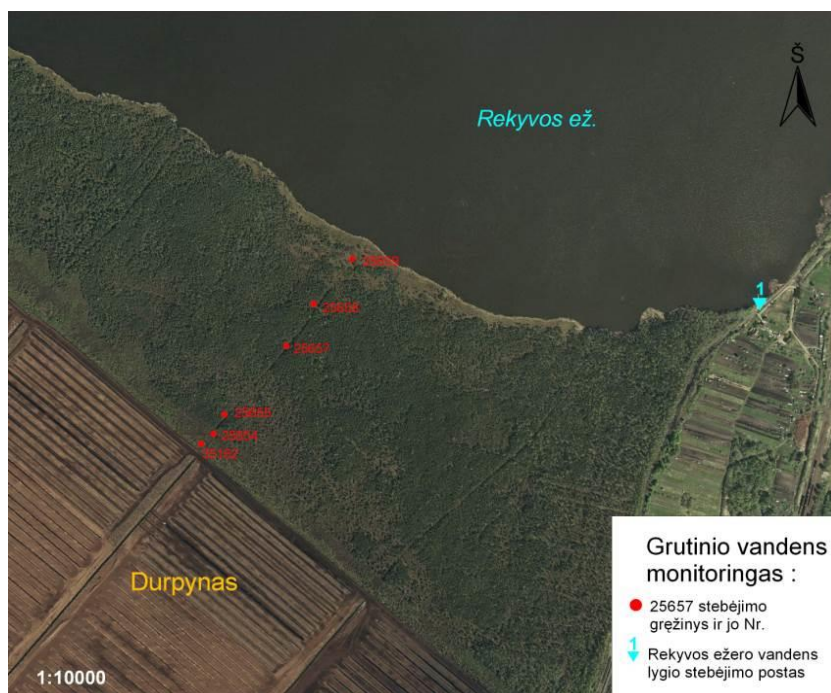 Š
Rekyvos ež.
1
25657
Durpynas
Grutinio vandens
monitoringas :
25657 stebėjimo
gręžinys ir jo Nr.
1
Rekyvos ežero vandens
lygio stebėjimo postas
1:10000